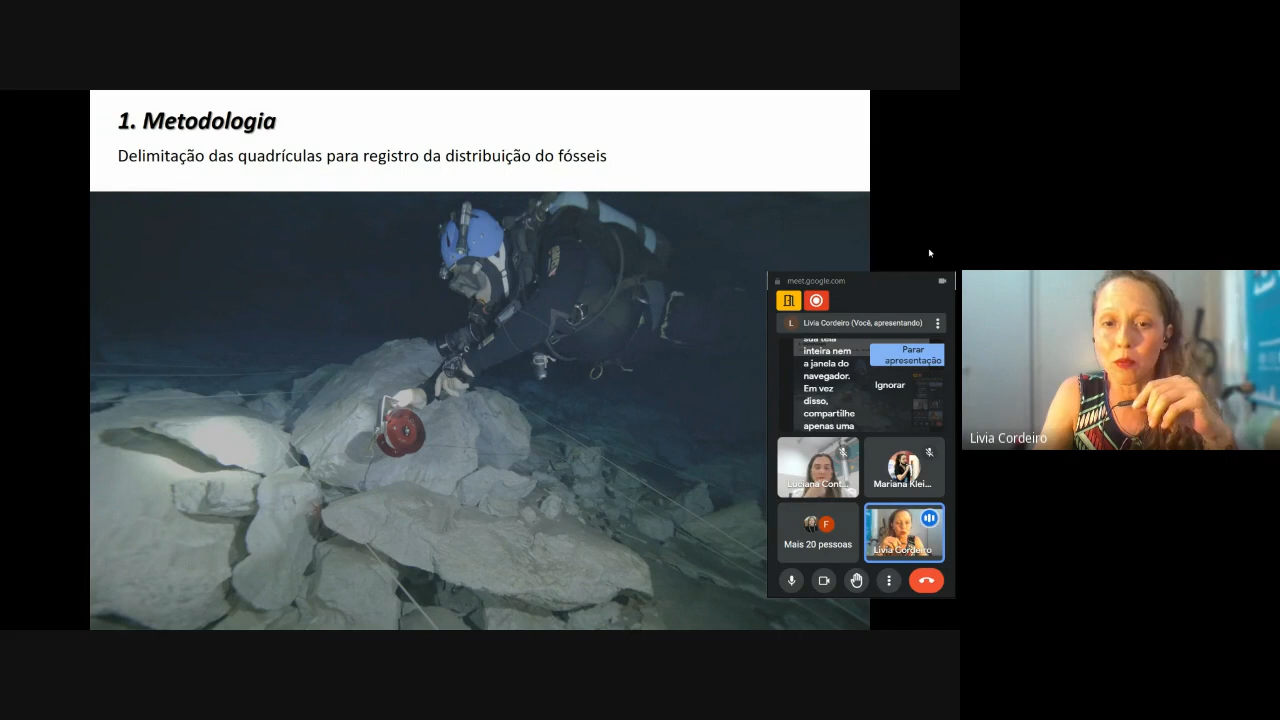 1. Metodologia
Delimitação das quadrículas para registro da distribuição do fósseis
meet.google.com
L
Livia Cordeiro (Você, apresentando)
sua tela
inteira nem
a janela do
navegador.
Em vez
disso,
compartilhe
apenas uma
Parar
apresentação
Ignorar
Luciana Cont...
Mariana Klei...
F
Mais 20 pessoas
Livia Cordeiro
Livia Cordeiro